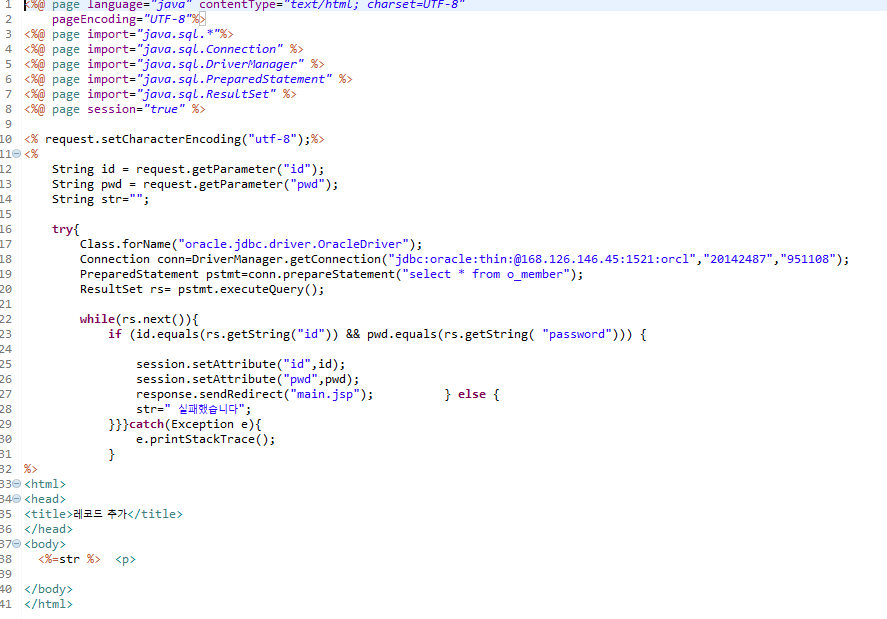 1 <%@ page language="java" contentType="text/html; charset=UTF-8"
2     pageEncoding="UTF-8"%>
3 <%@ page import="java.sql.*"%>
4 <%@ page import="java.sql.Connection" %>
5 <%@ page import="java.sql.DriverManager" %>
6 <%@ page import="java.sql.PreparedStatement" %>
7 <%@ page import="java.sql.ResultSet" %>
8 <%@ page session="true" %>
9
10 <% request.setCharacterEncoding("utf-8");%>
11 <%
12     String id = request.getParameter("id");
13     String pwd = request.getParameter("pwd");
14     String str="";
15
16     try{
17         Class.forName("oracle.jdbc.driver.OracleDriver");
18         Connection conn=DriverManager.getConnection("jdbc:oracle:thin:@168.126.146.45:1521:orcl","20142487","951108");
19         PreparedStatement pstmt=conn.prepareStatement("select * from o_member");
20         ResultSet rs= pstmt.executeQuery();
21
22         while(rs.next()){
23             if (id.equals(rs.getString("id")) && pwd.equals(rs.getString( "password"))) {
24
25                 session.setAttribute("id",id);
26                 session.setAttribute("pwd",pwd);
27                 response.sendRedirect("main.jsp");          } else {
28                 str=" 실패했습니다";
29             }}}catch(Exception e){
30                 e.printStackTrace();
31             }
32 %>
33 <html>
34 <head>
35 <title>레코드 추가</title>
36 </head>
37 <body>
38   <%=str %>  <p>
39
40 </body>
41 </html>